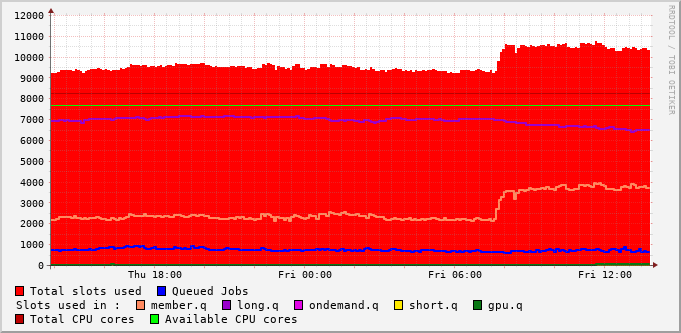 12000
11000
10000
9000
8000
7000
6000
5000
4000
3000
2000
1000
0
Thu 18:00 Fri 00:00 Fri 06:00 Fri 12:00
Total slots used Queued Jobs
Slots used in : member.q long.q ondemand.q short.q gpu.q
Total CPU cores Available CPU cores
RRDTOOL / TOBI OETIKER